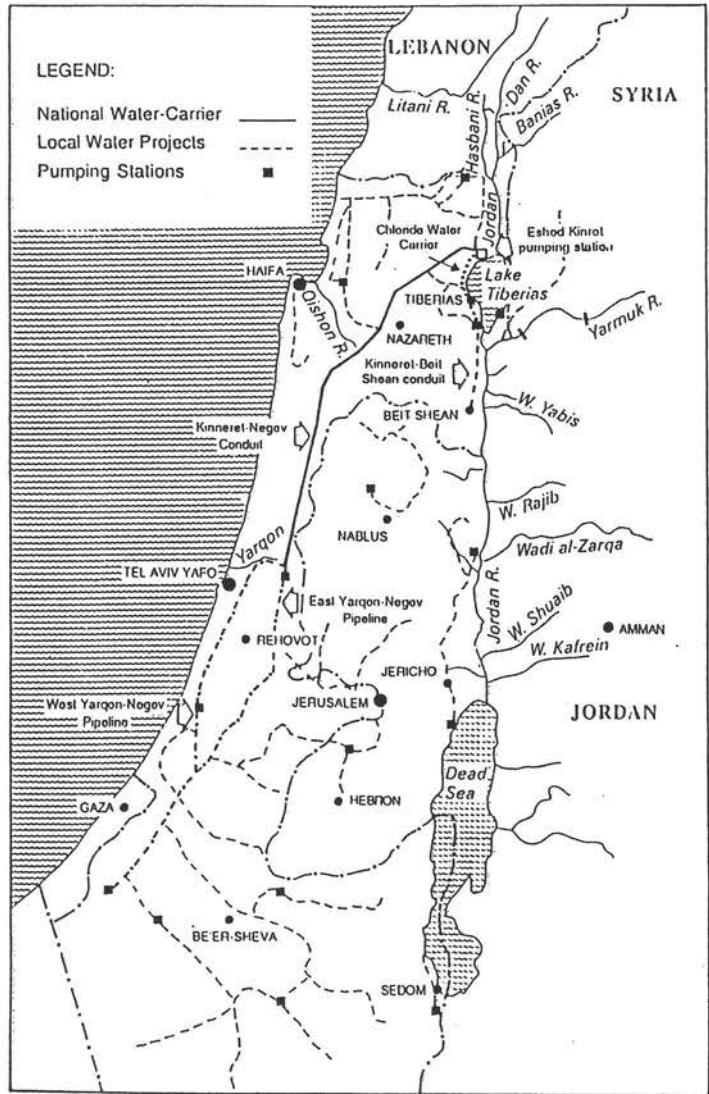 LEGEND:
National Water-Carrier
Local Water Projects
Pumping Stations
LEBANON
SYRIA
Litani R.
Hasbani R.
Dan R.
Banias R.
Jordan
Chlonde Water
Carrier
Eshod Kinrot
pumping station
HAIFA
Qishon R.
Lake
Tiberias
TIBERIAS
Yarmuk R.
NAZARETH
Kinneret-Beit
Shean conduit
W. Yabis
BEIT SHEAN
Kinneret-Negov
Conduit
W. Rajib
NABLUS
Wadi al-Zarqa
Yarqon
TEL AVIV YAFO
Jordan R.
East Yarqon-Negov
Pipeline
W. Shuaib
AMMAN
REHOVOT
W. Kafrein
JERICHO
JERUSALEM
West Yarqon-Negov
Pipeline
JORDAN
Dead
Sea
GAZA
HEBRON
BE'ER-SHEVA
SEDOM